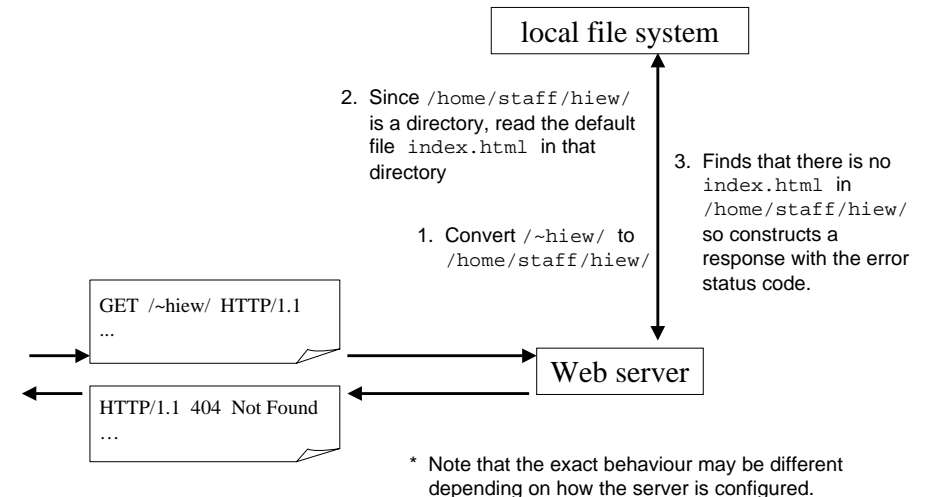 local file system
2. Since /home/staff/hiew/
is a directory, read the default
file index.html in that
directory
3. Finds that there is no
index.html in
/home/staff/hiew/
so constructs a
response with the error
status code.
1. Convert /~hiew/ to
/home/staff/hiew/
GET /~hiew/ HTTP/1.1
...
Web server
HTTP/1.1 404 Not Found
…
* Note that the exact behaviour may be different
depending on how the server is configured.